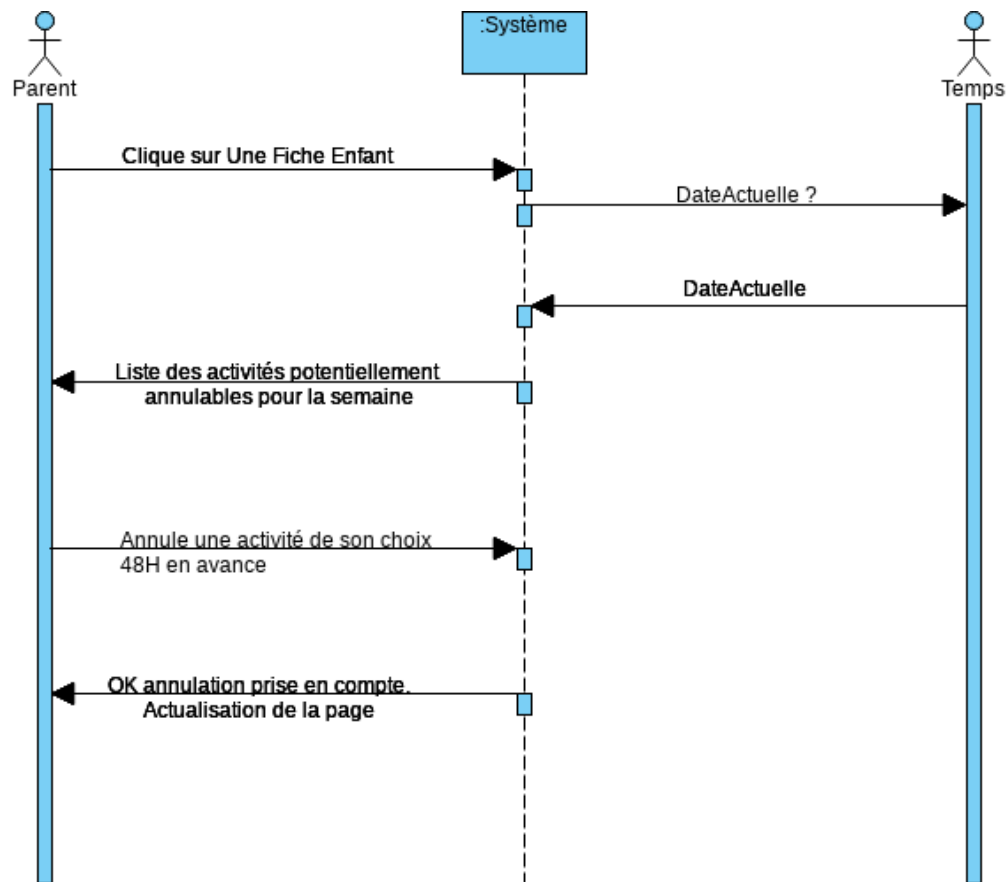 :Système
Parent
Temps
Clique sur Une Fiche Enfant
DateActuelle ?
DateActuelle
Liste des activités potentiellement
annulables pour la semaine
Annule une activité de son choix
48H en avance
OK annulation prise en compte.
Actualisation de la page